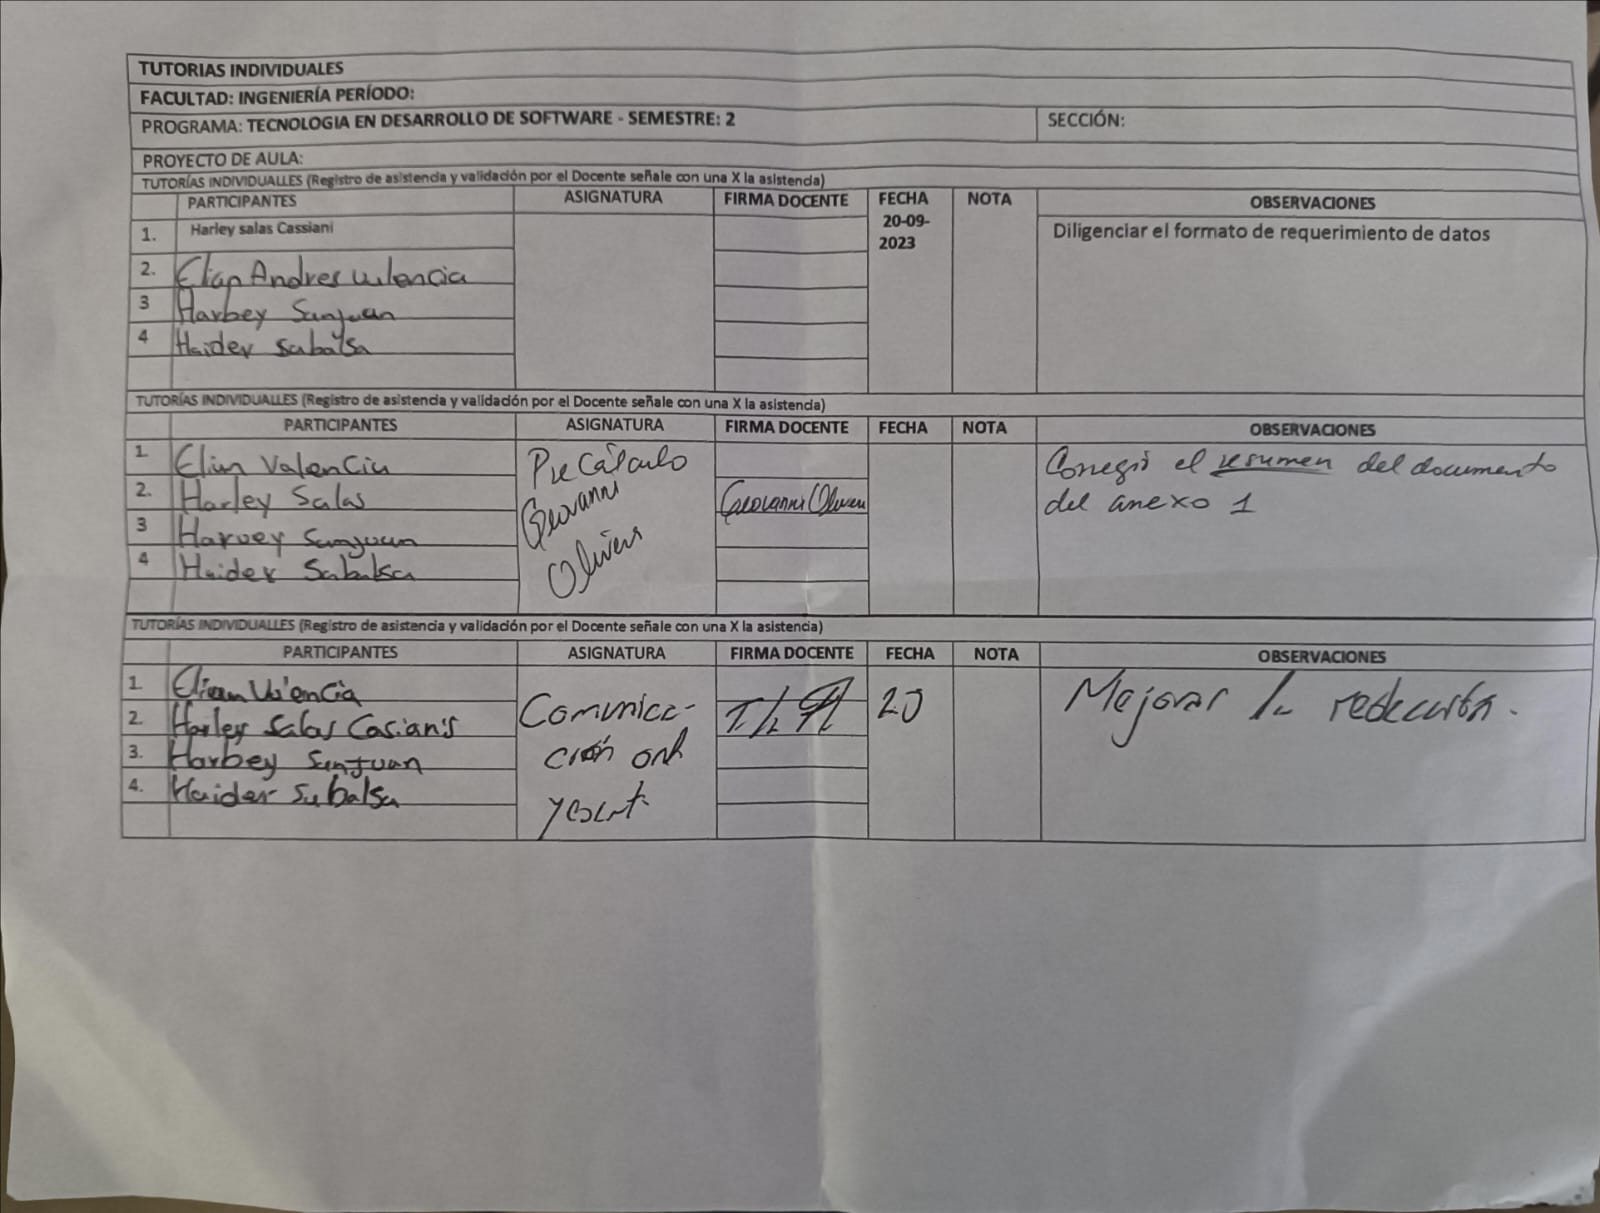 TUTORIAS INDIVIDUALES
FACULTAD: INGENIERÍA PERÍODO:
PROGRAMA: TECNOLOGIA EN DESARROLLO DE SOFTWARE - SEMESTRE: 2 SECCIÓN:
PROYECTO DE AULA:
TUTORÍAS INDIVIDUALLES (Registro de asistencia y validación por el Docente señale con una X la asistencia)
PARTICIPANTES ASIGNATURA FIRMA DOCENTE FECHA NOTA OBSERVACIONES
1. Harley salas Cassiani 20-09-2023 Diligenciar el formato de requerimiento de datos
2. Elian Andres Valencia
3 Harbey Sanjuan
4 Haider Sabalsa
TUTORÍAS INDIVIDUALLES (Registro de asistencia y validación por el Docente señale con una X la asistencia)
PARTICIPANTES ASIGNATURA FIRMA DOCENTE FECHA NOTA OBSERVACIONES
1. Elian Valencia PreCalculo Corregir el resumen del documento
2. Harley Salas Geovanni Geovanni Olivera del anexo 1
3 Harvey Sanjuan
4 Haider Sabalsa
TUTORÍAS INDIVIDUALLES (Registro de asistencia y validación por el Docente señale con una X la asistencia)
PARTICIPANTES ASIGNATURA FIRMA DOCENTE FECHA NOTA OBSERVACIONES
1. Elian Valencia Comunica- 20 Mejorar la redacción.
2. Harley Salas Casianis ción oral
3. Harbey Sanjuan y escrita
4. Haider Sabalsa